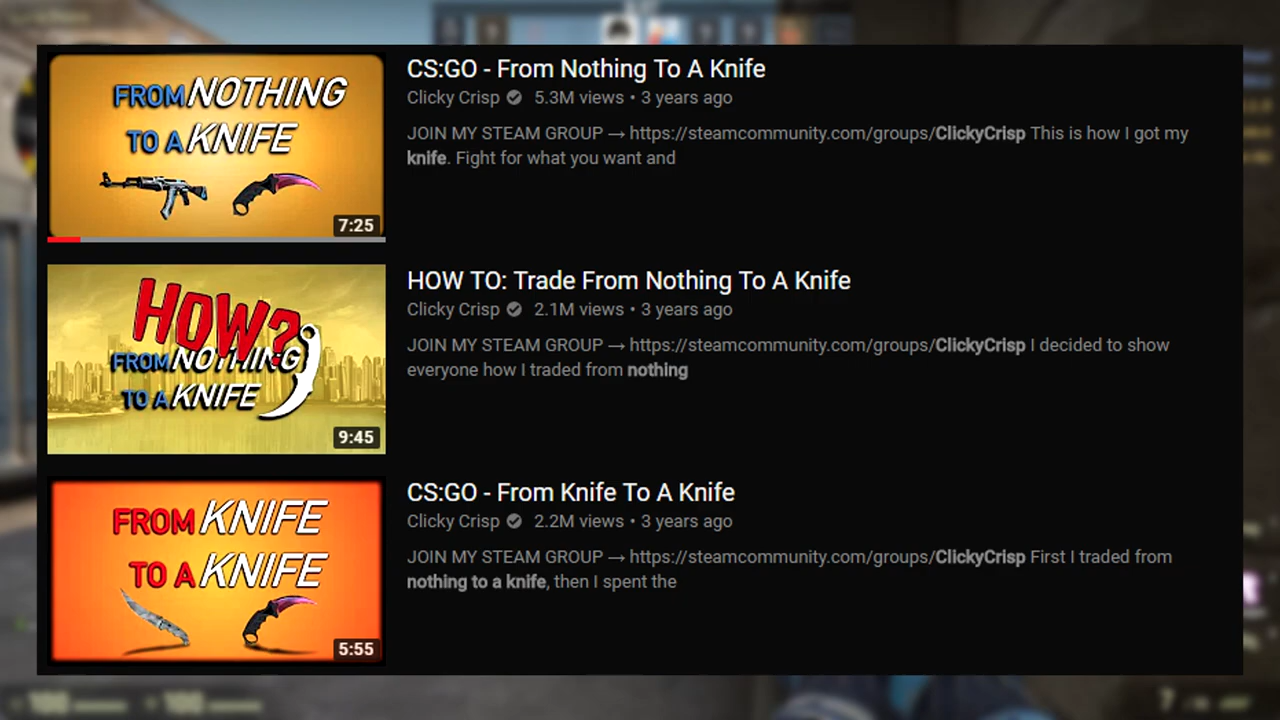 FROM NOTHING
TO A KNIFE
7:25
CS:GO - From Nothing To A Knife
Clicky Crisp 5.3M views • 3 years ago
JOIN MY STEAM GROUP → https://steamcommunity.com/groups/ClickyCrisp This is how I got my
knife. Fight for what you want and
HOW?
FROM NOTHING
TO A KNIFE
9:45
HOW TO: Trade From Nothing To A Knife
Clicky Crisp 2.1M views • 3 years ago
JOIN MY STEAM GROUP → https://steamcommunity.com/groups/ClickyCrisp I decided to show
everyone how I traded from nothing
FROM KNIFE
TO A KNIFE
5:55
CS:GO - From Knife To A Knife
Clicky Crisp 2.2M views • 3 years ago
JOIN MY STEAM GROUP → https://steamcommunity.com/groups/ClickyCrisp First I traded from
nothing to a knife, then I spent the
100
100
7